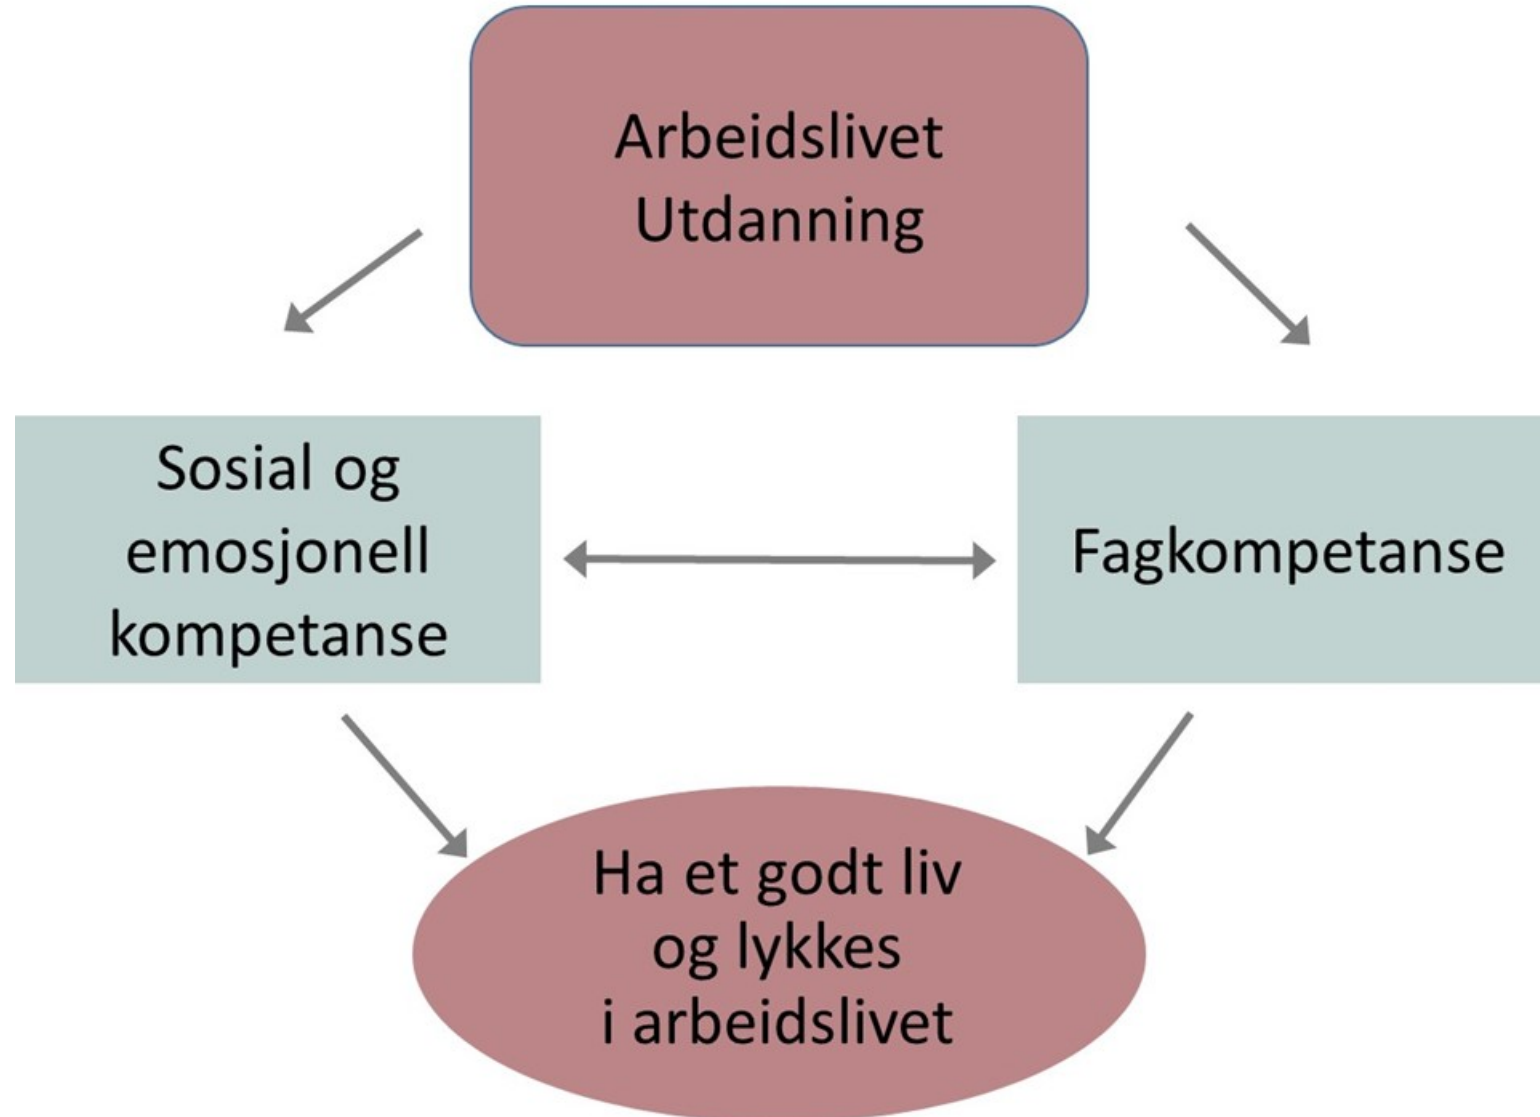 Arbeidslivet
Utdanning
Sosial og
emosjonell
kompetanse
Fagkompetanse
Ha et godt liv
og lykkes
i arbeidslivet